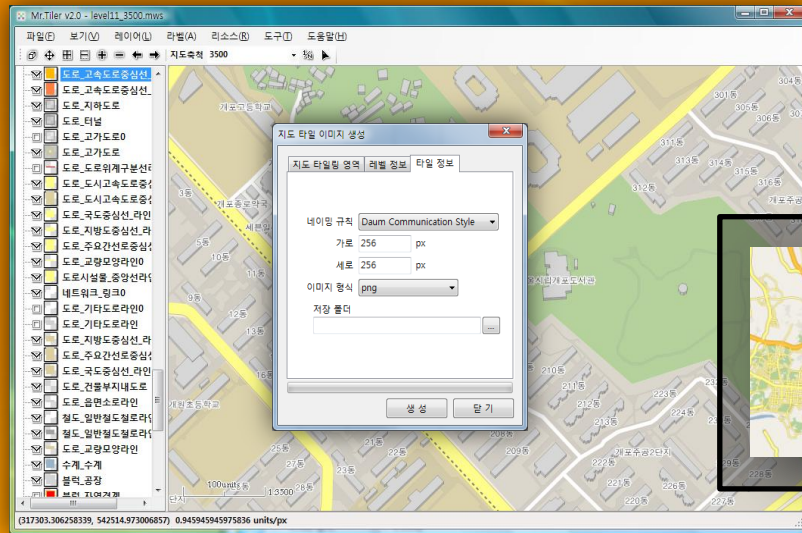 Mr.Tiler v2.0 - level11_3500.mws
파일(F) 보기(V) 레이어(L) 라벨(A) 리소스(R) 도구(T) 도움말(H)
지도축척 3500
도로_고속도로중심선_
도로_고속도로중심선_
도로_지하도로
도로_터널
도로_고가도로0
도로_고가도로
도로_도로위계구분선
도로_도시고속도로중심
도로_도시고속도로중심
도로_국도중심선_라인
도로_지방도중심선_라
도로_주요간선로중심선
도로_교량모양라인0
도로시설물_중앙선라인
네트워크_링크0
도로_기타도로라인0
도로_기타도로라인
도로_지방도중심선_라
도로_주요간선로중심선
도로_국도중심선_라인
도로_건물부지내도로
도로_음면소로라인
철도_일반철도철로라인
철도_일반철도철로라인
도로_교량모양라인
수계_수계
블럭_공장
블럭_지역경계
지도 타일 이미지 생성
지도 타일링 영역 레벨 정보 타일 정보
네이밍 규칙 Daum Communication Style
가로 256 px
세로 256 px
이미지 형식 png
저장 폴더
...
생 성 닫 기
개포고등학교
304동
301동
305동
306동
311동
313동
314동
315동
316동
312동
3동
5동
10동
11동
9동
12동
13동
개원초등학교
25동
27동
28동
21동
22동
23동
210동
211동
212동
213동
223동
224동
개포주공2단지
222동
221동
226동
220동
227동
228동
229동
209동
208동
단지
100units
1:3500
(317303.306258339, 542514.973006857) 0.945945945975836 units/px